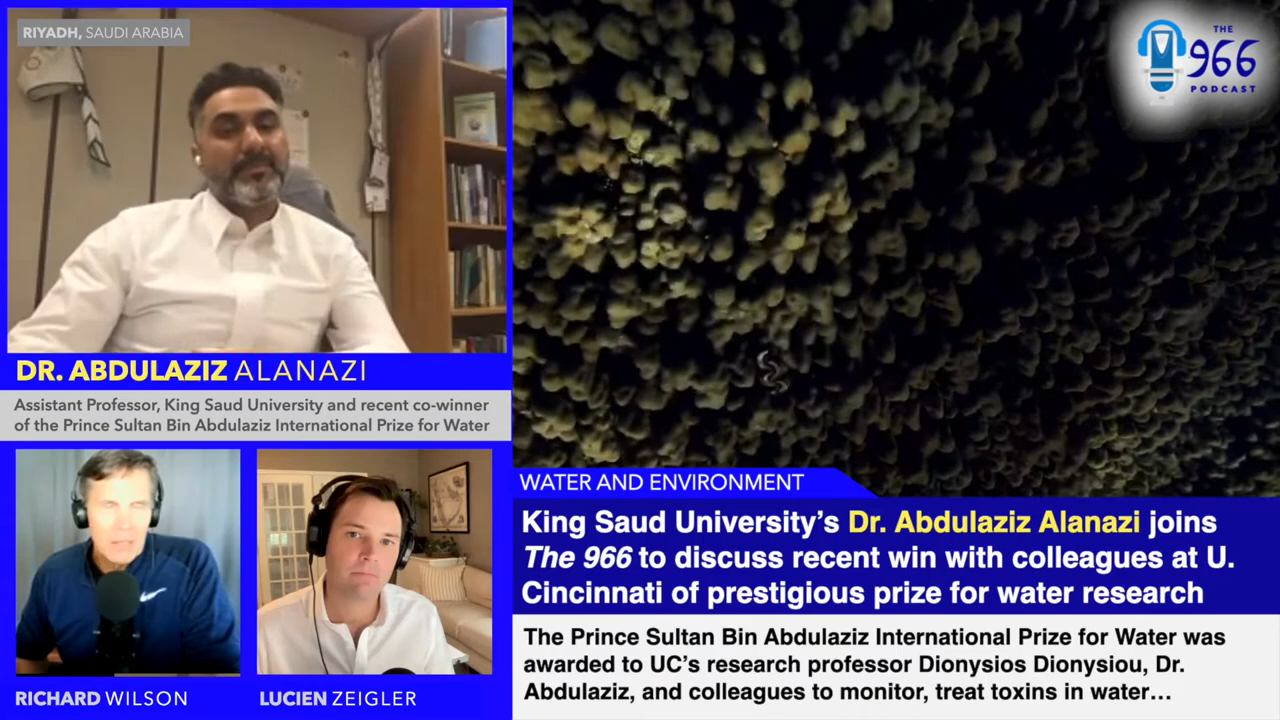 RIYADH, SAUDI ARABIA
THE
966
PODCAST
DR. ABDULAZIZ ALANAZI
Assistant Professor, King Saud University and recent co-winner
of the Prince Sultan Bin Abdulaziz International Prize for Water
RICHARD WILSON
LUCIEN ZEIGLER
WATER AND ENVIRONMENT
King Saud University’s Dr. Abdulaziz Alanazi joins
The 966 to discuss recent win with colleagues at U.
Cincinnati of prestigious prize for water research
The Prince Sultan Bin Abdulaziz International Prize for Water was
awarded to UC’s research professor Dionysios Dionysiou, Dr.
Abdulaziz, and colleagues to monitor, treat toxins in water…